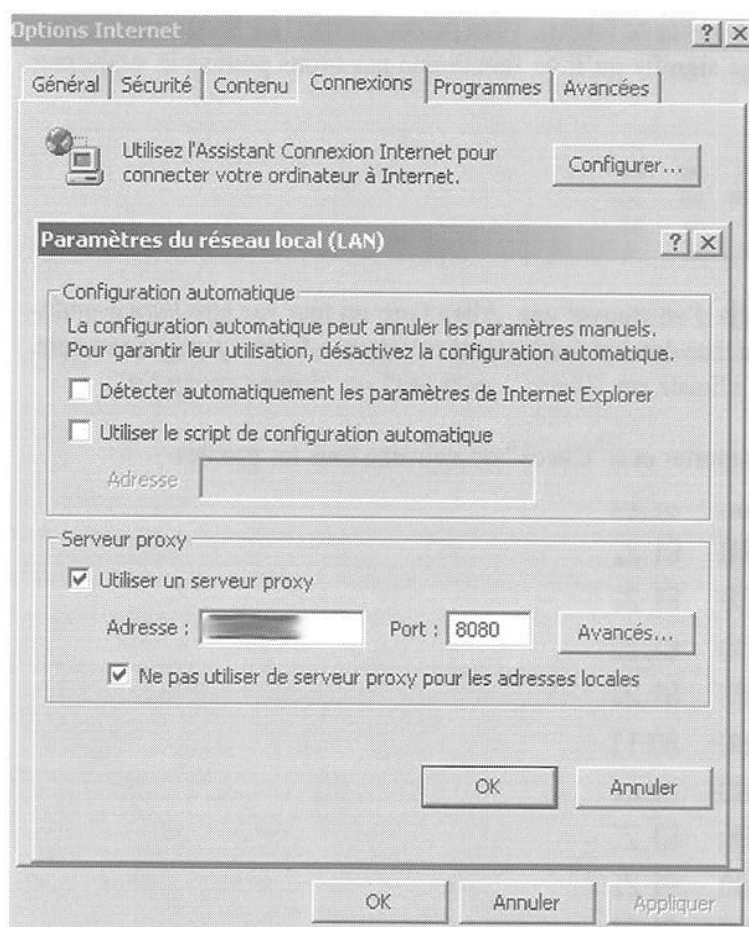 Options Internet
Général Sécurité Contenu Connexions Programmes Avancées
Utilisez l'Assistant Connexion Internet pour
connecter votre ordinateur à Internet.
Configurer...
Paramètres du réseau local (LAN)
Configuration automatique
La configuration automatique peut annuler les paramètres manuels.
Pour garantir leur utilisation, désactivez la configuration automatique.
Détecter automatiquement les paramètres de Internet Explorer
Utiliser le script de configuration automatique
Adresse
Serveur proxy
Utiliser un serveur proxy
Adresse : Port : 8080 Avancés...
Ne pas utiliser de serveur proxy pour les adresses locales
OK Annuler
OK Annuler Appliquer